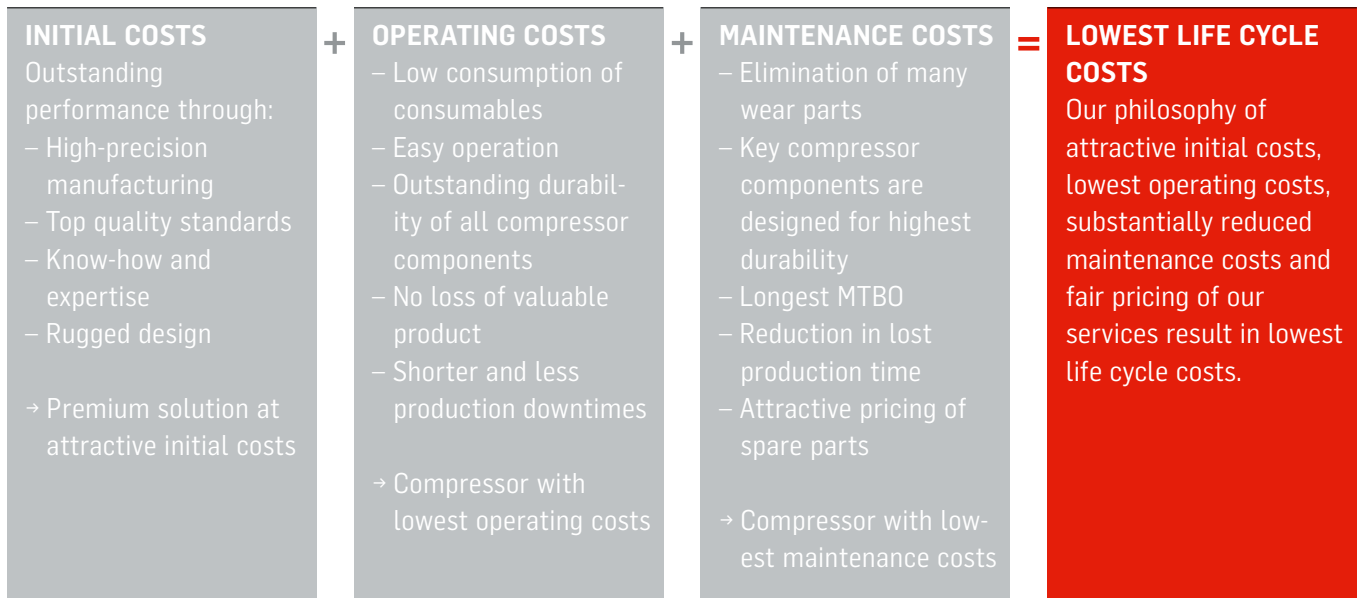 INITIAL COSTS
Outstanding
performance through:
– High-precision
manufacturing
– Top quality standards
– Know-how and
expertise
– Rugged design
→ Premium solution at
attractive initial costs
+
OPERATING COSTS
– Low consumption of
consumables
– Easy operation
– Outstanding durabil-
ity of all compressor
components
– No loss of valuable
product
– Shorter and less
production downtimes
→ Compressor with
lowest operating costs
+
MAINTENANCE COSTS
– Elimination of many
wear parts
– Key compressor
components are
designed for highest
durability
– Longest MTBO
– Reduction in lost
production time
– Attractive pricing of
spare parts
→ Compressor with low-
est maintenance costs
=
LOWEST LIFE CYCLE
COSTS
Our philosophy of
attractive initial costs,
lowest operating costs,
substantially reduced
maintenance costs and
fair pricing of our
services result in lowest
life cycle costs.